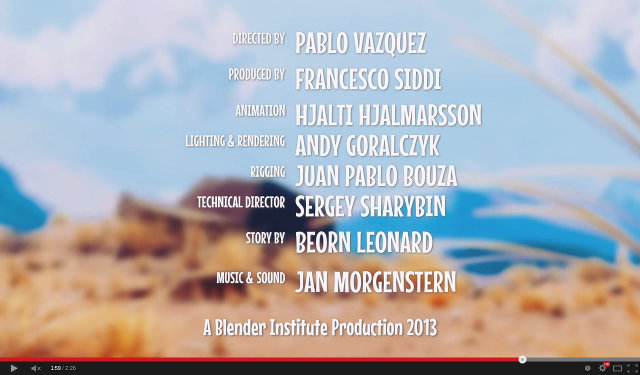 DIRECTED BY PABLO VAZQUEZ
PRODUCED BY FRANCESCO SIDDI
ANIMATION HJALTI HJALMARSSON
LIGHTING & RENDERING ANDY GORALCZYK
RIGGING JUAN PABLO BOUZA
TECHNICAL DIRECTOR SERGEY SHARYBIN
STORY BY BEORN LEONARD
MUSIC & SOUND JAN MORGENSTERN
A Blender Institute Production 2013
1:59 / 2:26